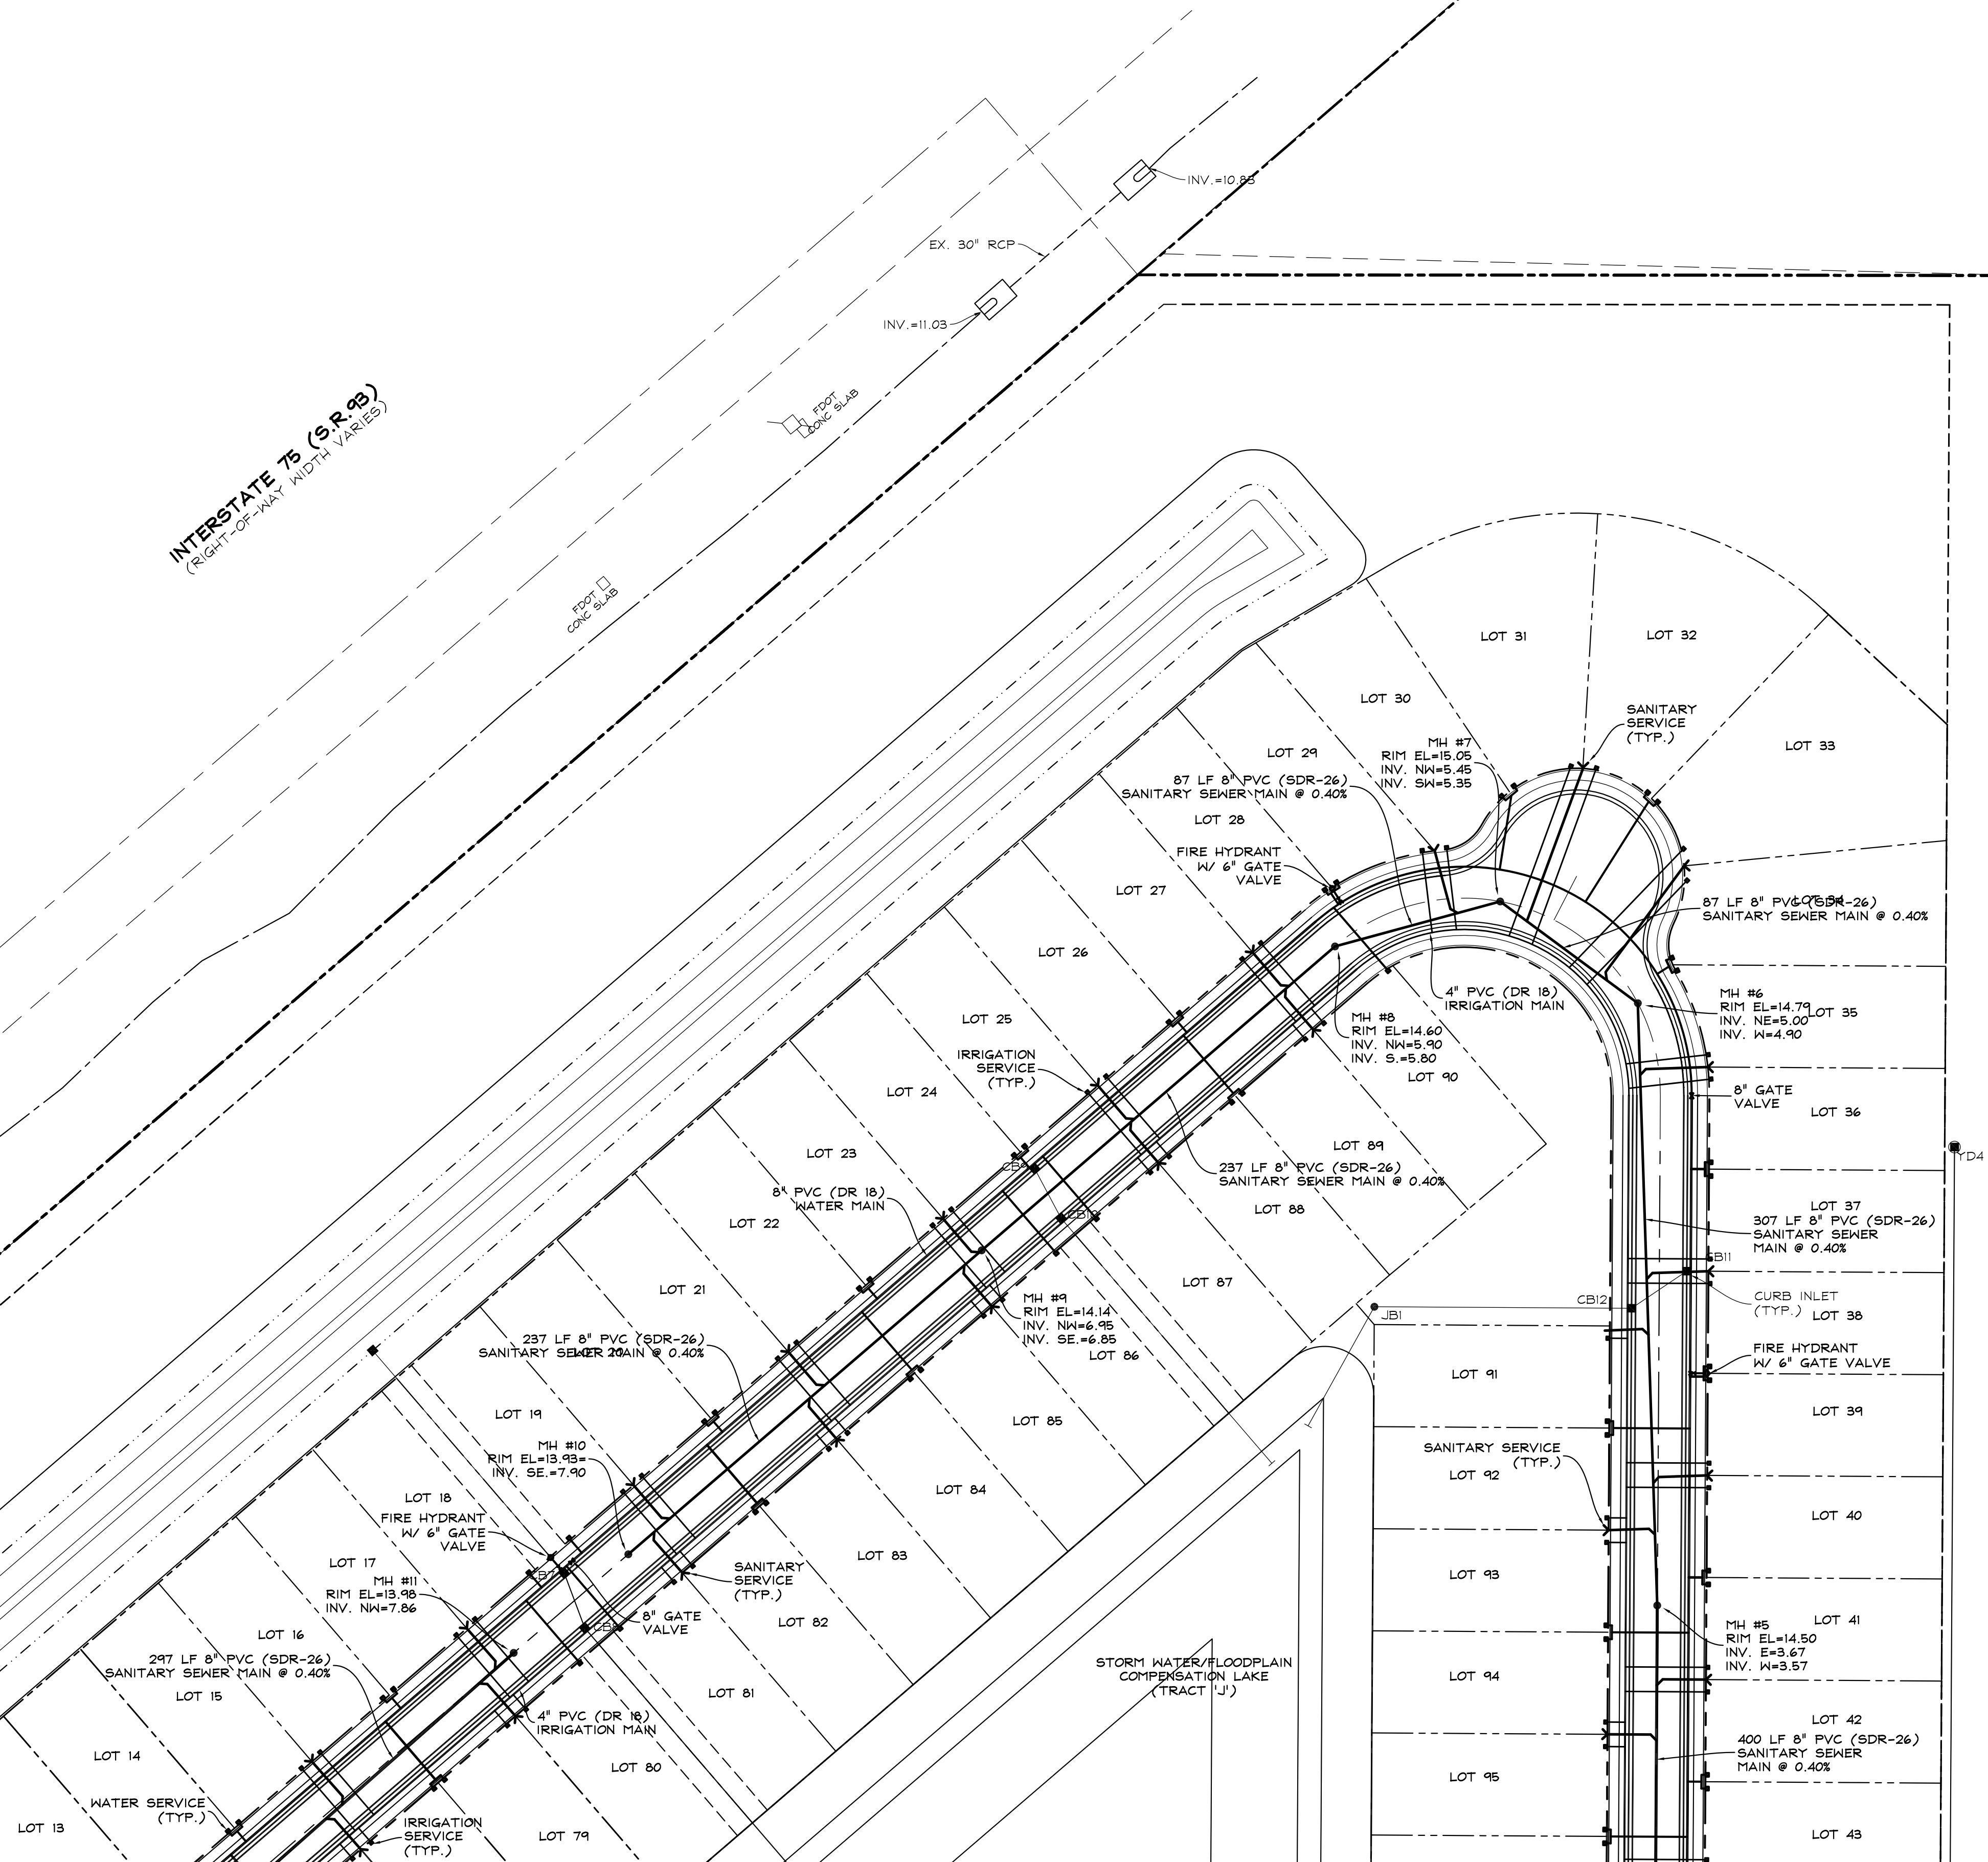 INV.=10.83
EX. 30" RCP
INV.=11.03
INTERSTATE 75 (S.R. 93)
(RIGHT-OF-WAY WIDTH VARIES)
FDOT
CONC SLAB
FDOT
CONC SLAB
LOT 31
LOT 32
LOT 30
LOT 33
LOT 29
SANITARY
SERVICE
(TYP.)
MH #7
RIM EL=15.05
INV. NW=5.45
INV. SW=5.35
87 LF 8" PVC (SDR-26)
SANITARY SEWER MAIN @ 0.40%
LOT 28
FIRE HYDRANT
W/ 6" GATE
VALVE
LOT 27
87 LF 8" PVC (SDR-26)
SANITARY SEWER MAIN @ 0.40%
LOT 34
LOT 26
4" PVC (DR 18)
IRRIGATION MAIN
MH #6
RIM EL=14.79
INV. NE=5.00
INV. W=4.90
LOT 35
MH #8
RIM EL=14.60
INV. NW=5.90
INV. S.=5.80
LOT 25
IRRIGATION
SERVICE
(TYP.)
LOT 90
8" GATE
VALVE
LOT 36
LOT 24
LOT 89
LOT 23
YD4
237 LF 8" PVC (SDR-26)
SANITARY SEWER MAIN @ 0.40%
8" PVC (DR 18)
WATER MAIN
LOT 88
LOT 37
307 LF 8" PVC (SDR-26)
SANITARY SEWER
MAIN @ 0.40%
LOT 22
CB11
LOT 87
LOT 21
MH #9
RIM EL=14.14
INV. NW=6.95
INV. SE.=6.85
CB12
CURB INLET
(TYP.)
LOT 38
JB1
237 LF 8" PVC (SDR-26)
SANITARY SEWER MAIN @ 0.40%
LOT 20
LOT 86
FIRE HYDRANT
W/ 6" GATE VALVE
LOT 91
LOT 19
LOT 85
LOT 39
MH #10
RIM EL=13.93=
INV. SE.=7.90
SANITARY SERVICE
(TYP.)
LOT 92
LOT 84
LOT 18
FIRE HYDRANT
W/ 6" GATE
VALVE
LOT 40
LOT 17
LOT 83
SANITARY
SERVICE
(TYP.)
CB7
LOT 93
MH #11
RIM EL=13.98
INV. NW=7.86
8" GATE
VALVE
LOT 82
LOT 16
LOT 41
MH #5
RIM EL=14.50
INV. E=3.67
INV. W=3.57
297 LF 8" PVC (SDR-26)
SANITARY SEWER MAIN @ 0.40%
STORM WATER/FLOODPLAIN
COMPENSATION LAKE
(TRACT 'J')
LOT 94
LOT 15
LOT 81
4" PVC (DR 18)
IRRIGATION MAIN
LOT 42
400 LF 8" PVC (SDR-26)
SANITARY SEWER
MAIN @ 0.40%
LOT 14
LOT 80
LOT 95
WATER SERVICE
(TYP.)
IRRIGATION
SERVICE
(TYP.)
LOT 13
LOT 79
LOT 43